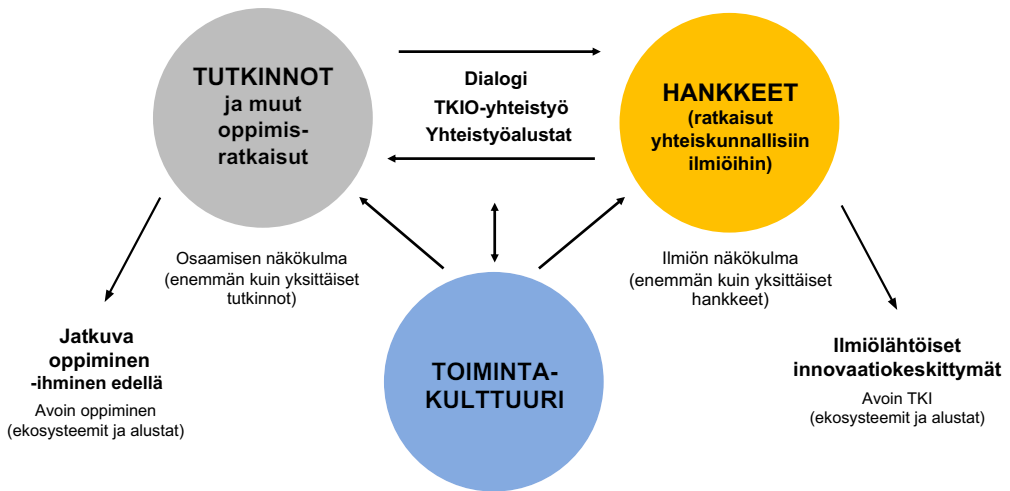 TUTKINNOT
ja muut
oppimis-
ratkaisut
Dialogi
TKIO-yhteistyö
Yhteistyöalustat
HANKKEET
(ratkaisut
yhteiskunnallisiin
ilmiöihin)
Osaamisen näkökulma
(enemmän kuin yksittäiset
tutkinnot)
Ilmiön näkökulma
(enemmän kuin yksittäiset
hankkeet)
Jatkuva
oppiminen
-ihminen edellä
Avoin oppiminen
(ekosysteemit ja alustat)
TOIMINTA-
KULTTUURI
Ilmiölähtöiset
innovaatiokeskittymät
Avoin TKI
(ekosysteemit ja alustat)